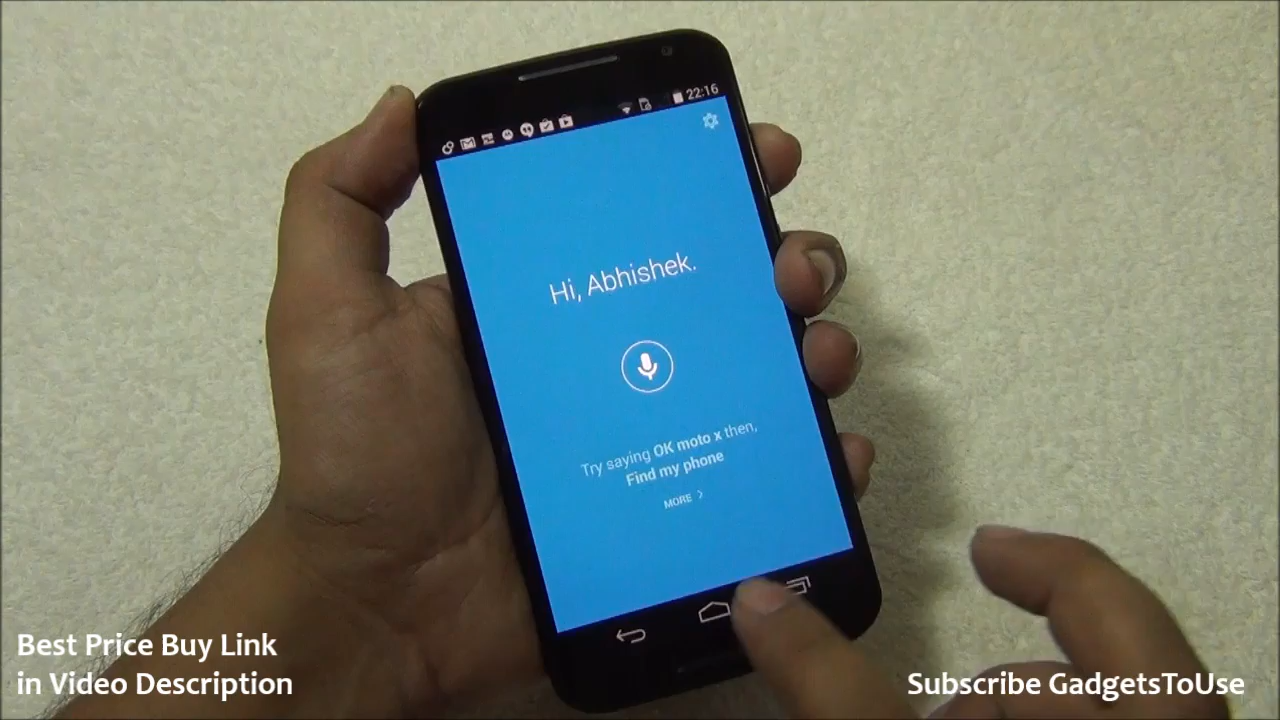 22:16
Hi, Abhishek.
Try saying OK moto x then,
Find my phone
MORE >
Best Price Buy Link
in Video Description
Subscribe GadgetsToUse